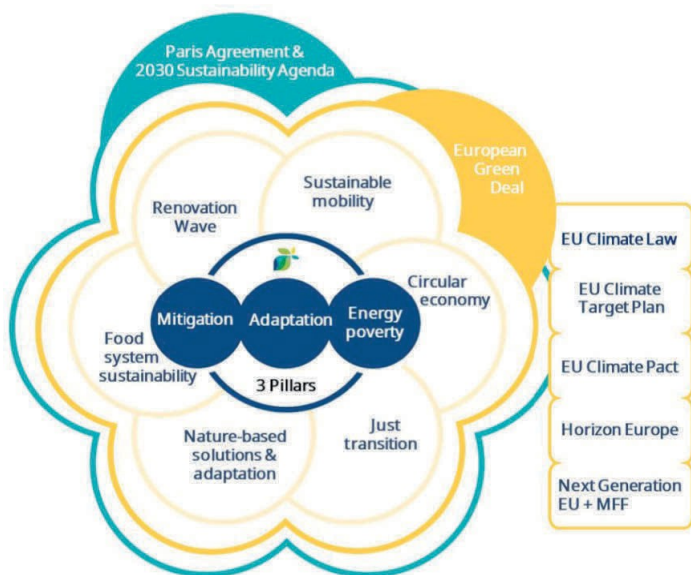 Paris Agreement &
2030 Sustainability Agenda
European
Green
Deal
Sustainable
mobility
Renovation
Wave
Circular
economy
Mitigation
Adaptation
Energy
poverty
Food
system
sustainability
3 Pillars
Nature-based
solutions &
adaptation
Just
transition
EU Climate Law
EU Climate
Target Plan
EU Climate Pact
Horizon Europe
Next Generation
EU + MFF